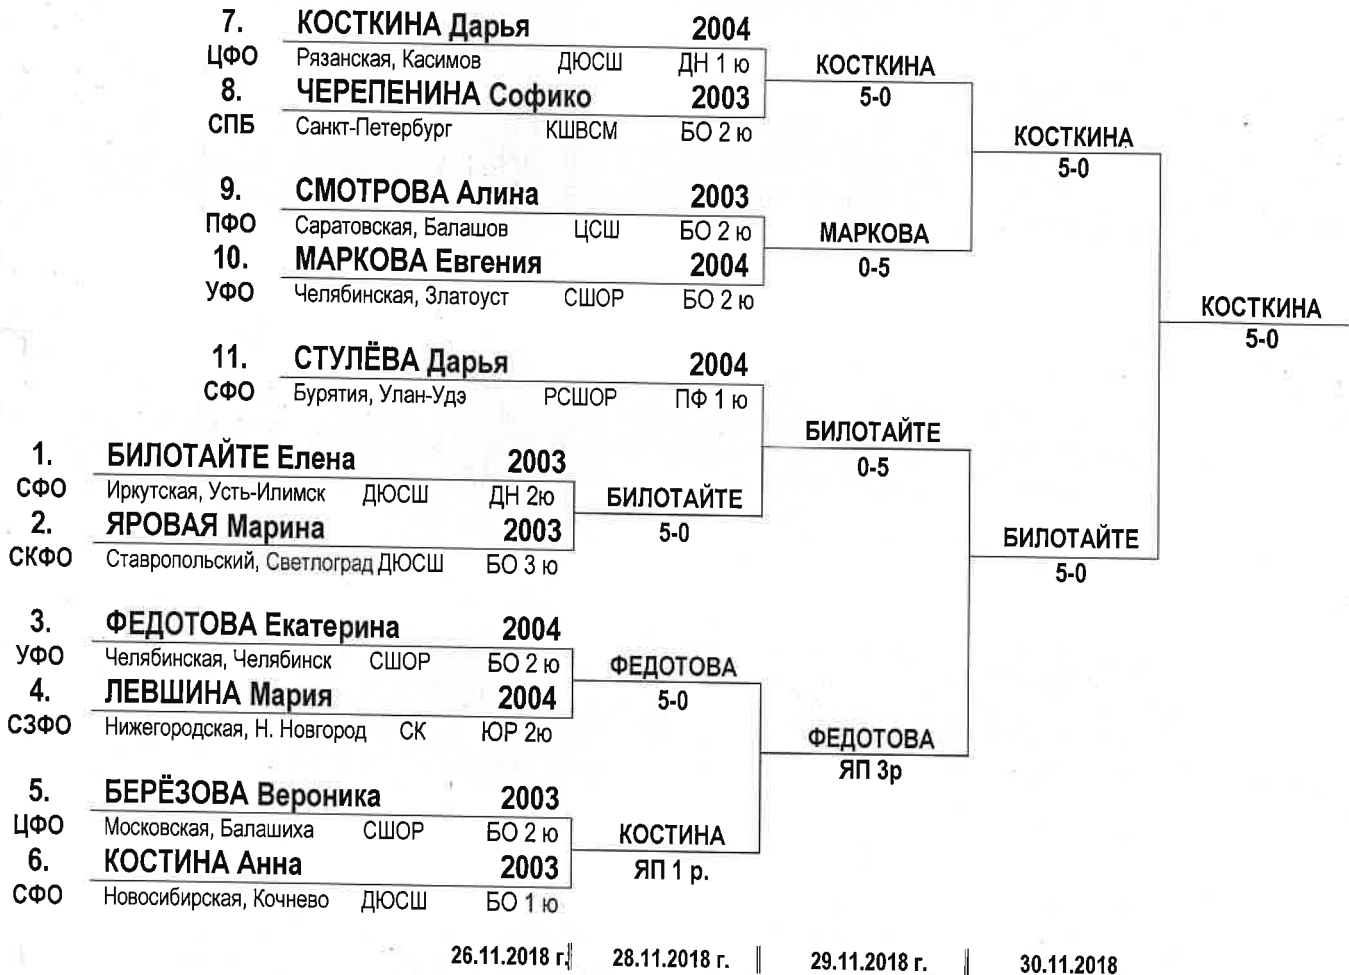 7. КОСТКИНА Дарья 2004
ЦФО Рязанская, Касимов ДЮСШ ДН 1 ю
КОСТКИНА
8. ЧЕРЕПЕНИНА Софико 2003
5-0
СПБ Санкт-Петербург КШВСМ БО 2 ю
КОСТКИНА
5-0
9. СМОТРОВА Алина 2003
ПФО Саратовская, Балашов ЦСШ БО 2 ю
МАРКОВА
10. МАРКОВА Евгения 2004
0-5
УФО Челябинская, Златоуст СШОР БО 2 ю
КОСТКИНА
5-0
11. СТУЛЁВА Дарья 2004
СФО Бурятия, Улан-Удэ РСШОР ПФ 1 ю
БИЛОТАЙТЕ
0-5
1. БИЛОТАЙТЕ Елена 2003
СФО Иркутская, Усть-Илимск ДЮСШ ДН 2ю
БИЛОТАЙТЕ
2. ЯРОВАЯ Марина 2003
5-0
СКФО Ставропольский, Светлоград ДЮСШ БО 3 ю
БИЛОТАЙТЕ
5-0
3. ФЕДОТОВА Екатерина 2004
УФО Челябинская, Челябинск СШОР БО 2 ю
ФЕДОТОВА
4. ЛЕВШИНА Мария 2004
5-0
СЗФО Нижегородская, Н. Новгород СК ЮР 2ю
ФЕДОТОВА
ЯП 3р
5. БЕРЁЗОВА Вероника 2003
ЦФО Московская, Балашиха СШОР БО 2 ю
КОСТИНА
6. КОСТИНА Анна 2003
ЯП 1 р.
СФО Новосибирская, Кочнево ДЮСШ БО 1 ю
26.11.2018 г. 28.11.2018 г. 29.11.2018 г. 30.11.2018